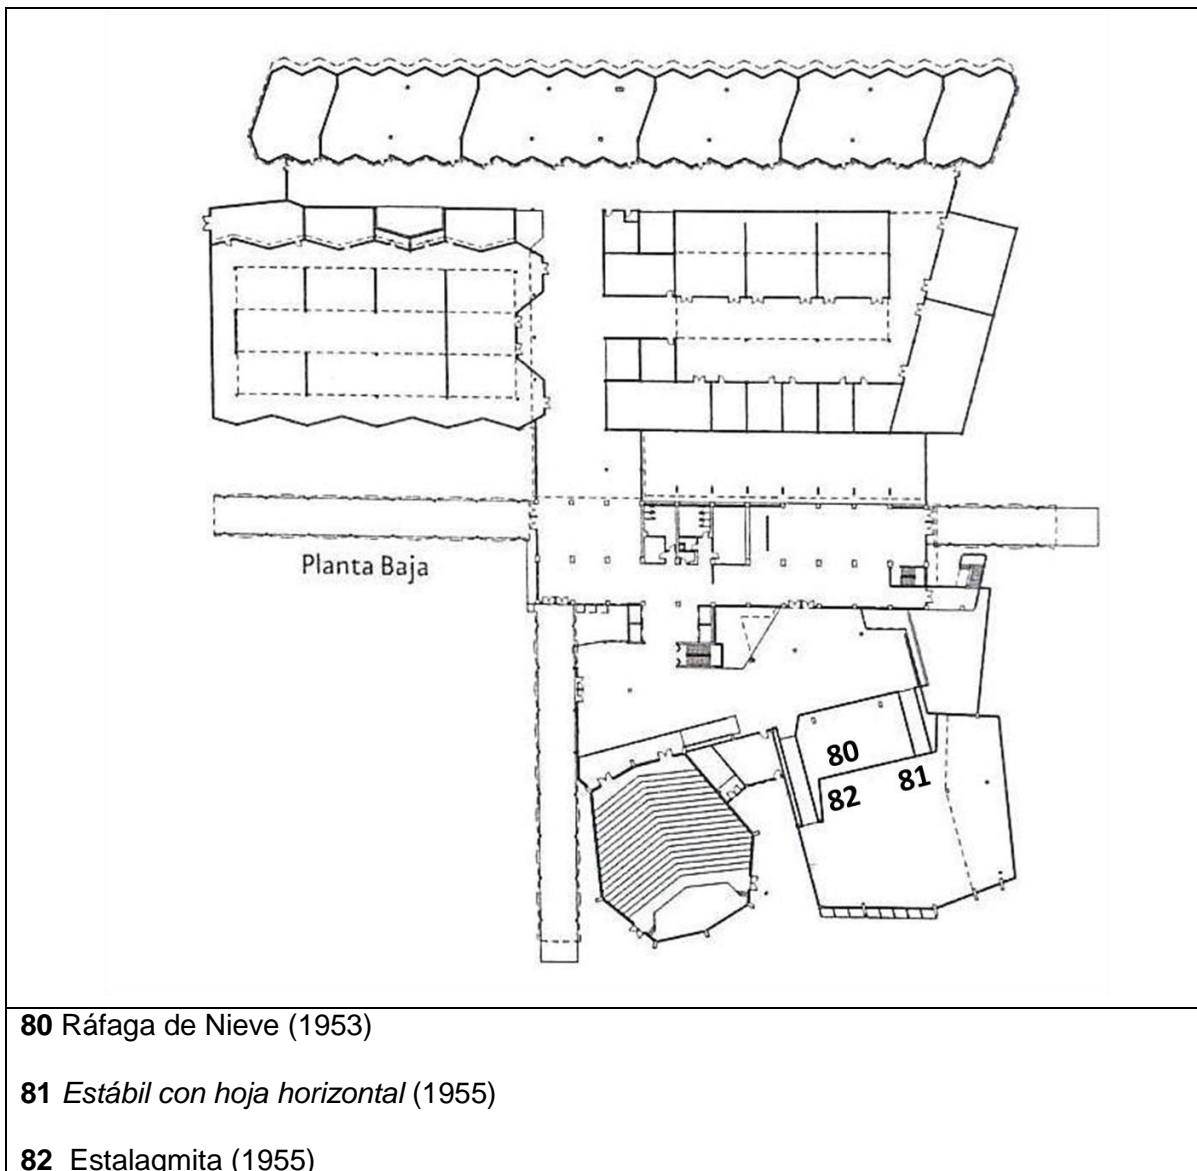 80
81
82
Planta Baja
80 Ráfaga de Nieve (1953)
81 Estábil con hoja horizontal (1955)
82 Estalagmita (1955)